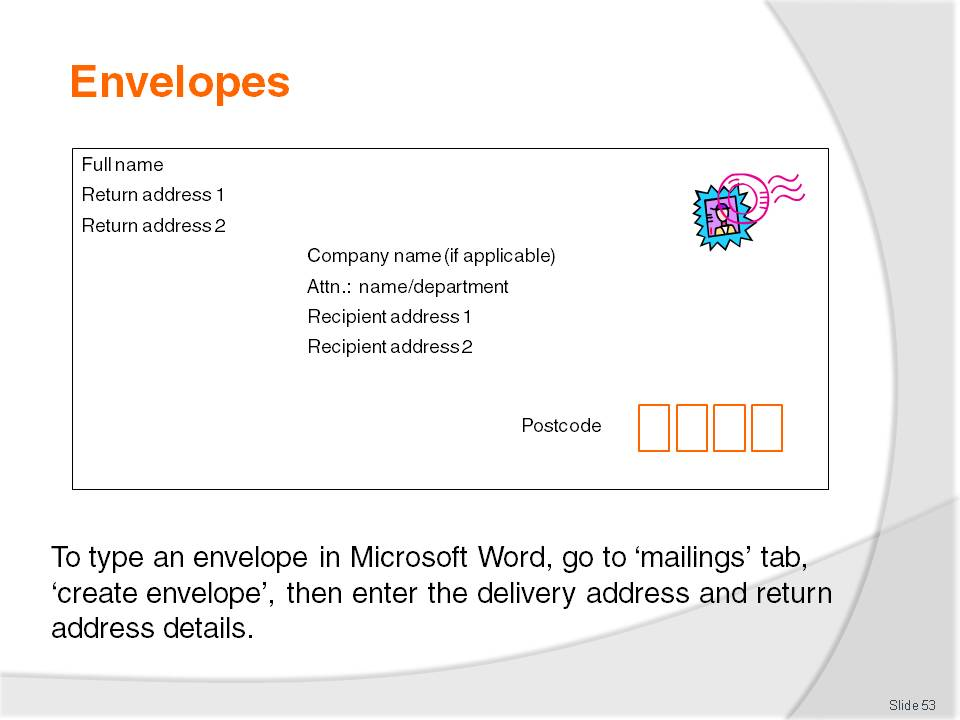 Envelopes
Full name
Return address 1
Return address 2
Company name (if applicable)
Attn.: name/department
Recipient address 1
Recipient address 2
Postcode
To type an envelope in Microsoft Word, go to ‘mailings’ tab,
‘create envelope’, then enter the delivery address and return
address details.
Slide 53